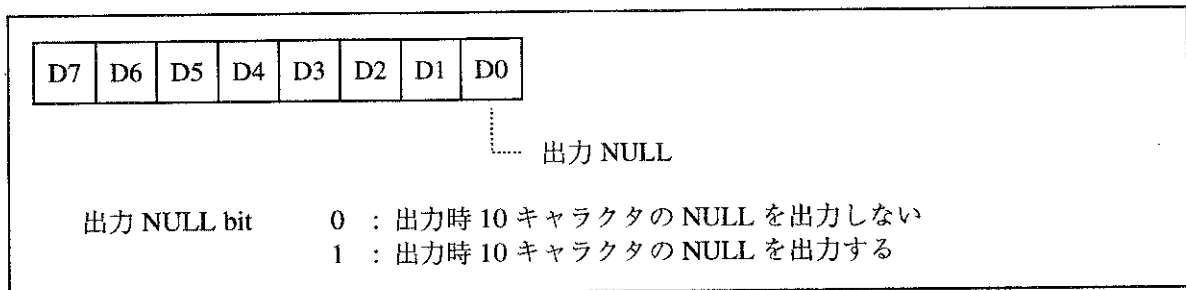 D7 D6 D5 D4 D3 D2 D1 D0
出力 NULL
出力 NULL bit 0 : 出力時 10 キャラクタの NULL を出力しない
1 : 出力時 10 キャラクタの NULL を出力する